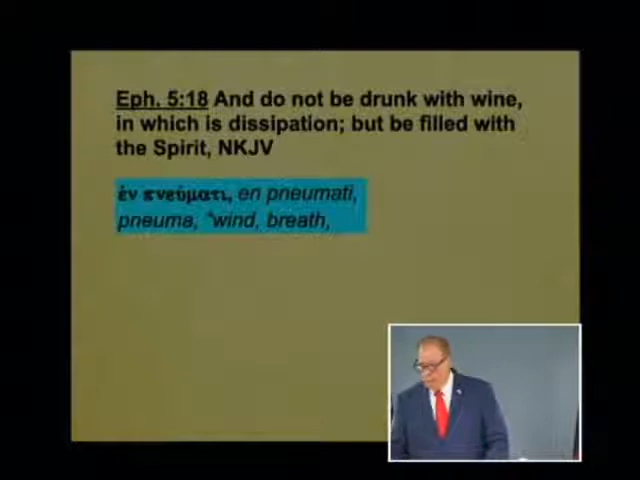 Eph. 5:18 And do not be drunk with wine,
in which is dissipation; but be filled with
the Spirit, NKJV
ἐν πνεύματι, en pneumati,
pneuma, "wind, breath,